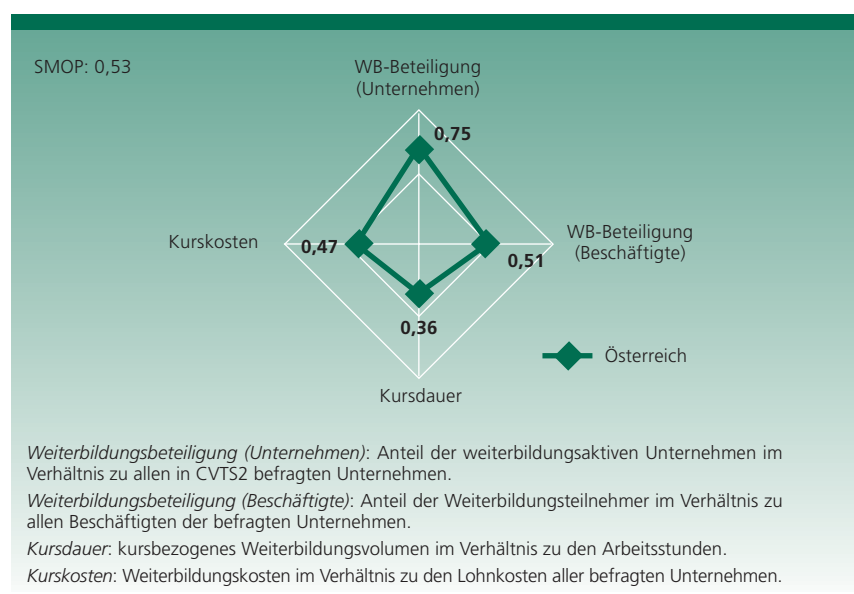 SMOP: 0,53
WB-Beteiligung
(Unternehmen)
0,75
Kurskosten
0,47
WB-Beteiligung
(Beschäftigte)
0,51
0,36
Österreich
Kursdauer
Weiterbildungsbeteiligung (Unternehmen): Anteil der weiterbildungsaktiven Unternehmen im
Verhältnis zu allen in CVTS2 befragten Unternehmen.
Weiterbildungsbeteiligung (Beschäftigte): Anteil der Weiterbildungsteilnehmer im Verhältnis zu
allen Beschäftigten der befragten Unternehmen.
Kursdauer: kursbezogenes Weiterbildungsvolumen im Verhältnis zu den Arbeitsstunden.
Kurskosten: Weiterbildungskosten im Verhältnis zu den Lohnkosten aller befragten Unternehmen.